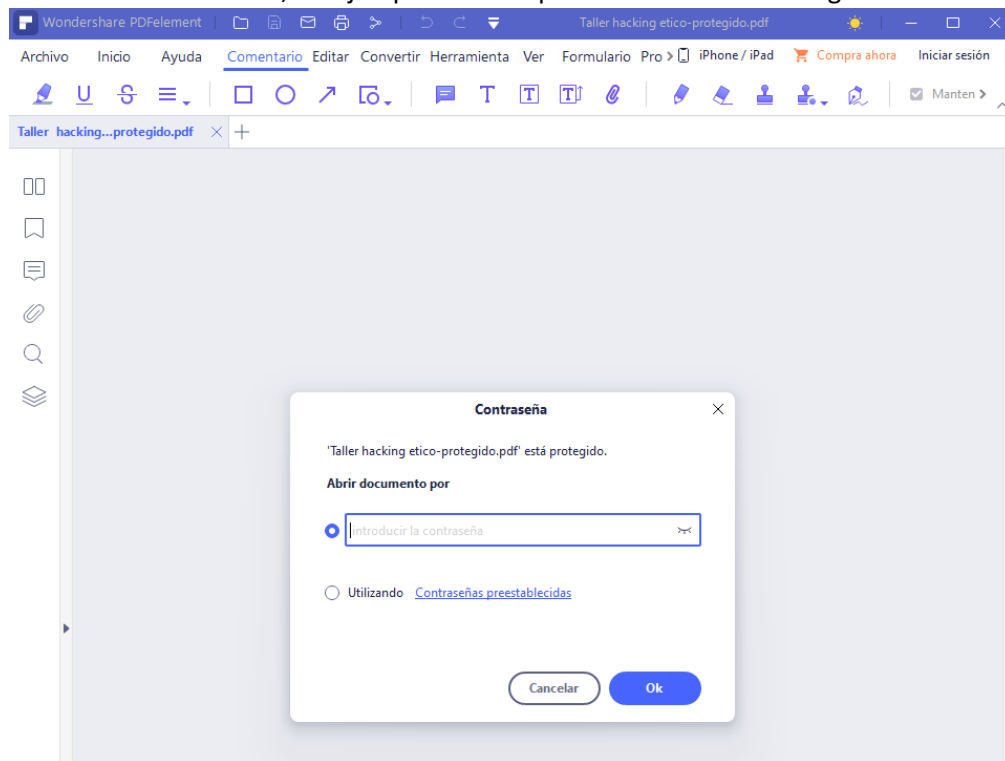 Wondershare PDFelement Taller hacking etico-protegido.pdf
Archivo Inicio Ayuda Comentario Editar Convertir Herramienta Ver Formulario Pro > iPhone / iPad Compra ahora Iniciar sesión
U S T T T Manten >
Taller hacking...protegido.pdf × +
Contraseña
'Taller hacking etico-protegido.pdf' está protegido.
Abrir documento por
introducir la contraseña
Utilizando Contraseñas preestablecidas
Cancelar Ok